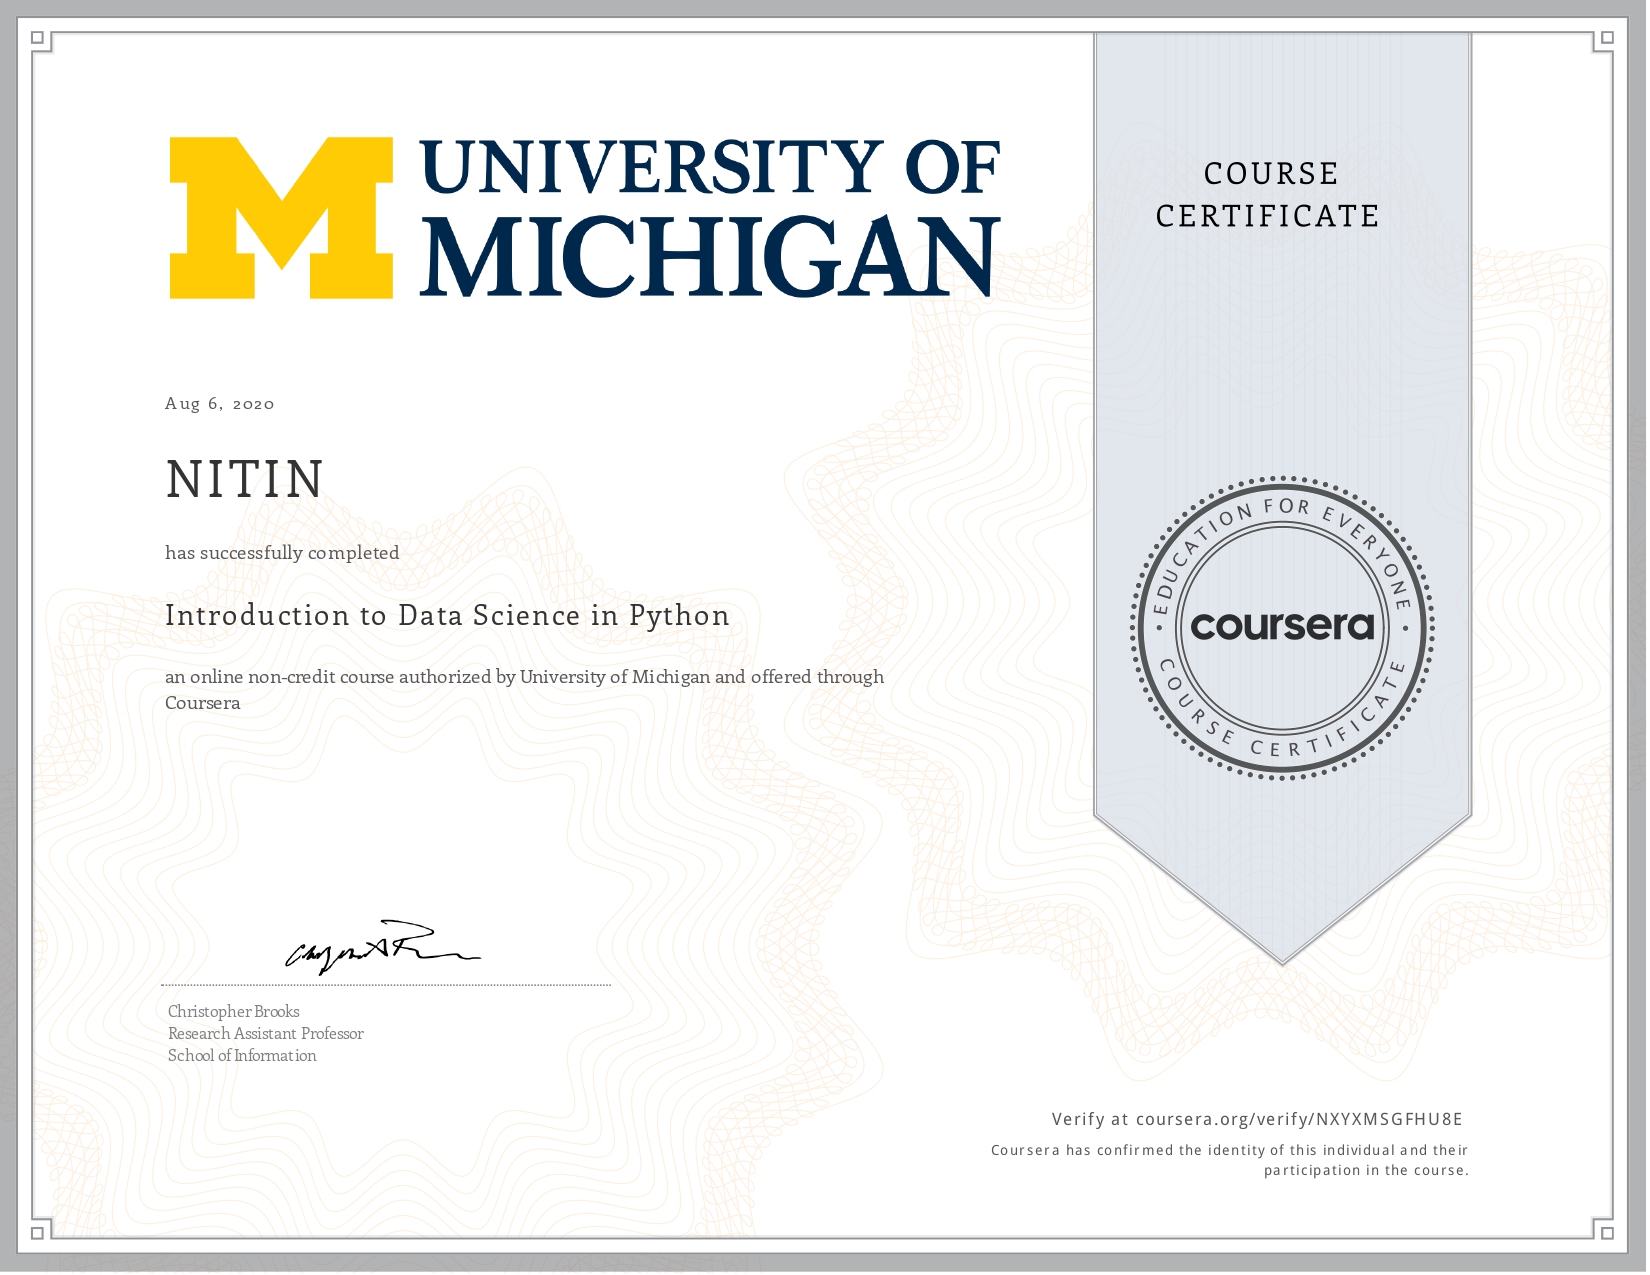 UNIVERSITY OF
MICHIGAN
COURSE
CERTIFICATE
Aug 6, 2020
NITIN
has successfully completed
Introduction to Data Science in Python
an online non-credit course authorized by University of Michigan and offered through
Coursera
EDUCATION FOR EVERYONE
coursera
COURSE CERTIFICATE
Christopher Brooks
Research Assistant Professor
School of Information
Verify at coursera.org/verify/NXYXMSGFHU8E
Coursera has confirmed the identity of this individual and their
participation in the course.